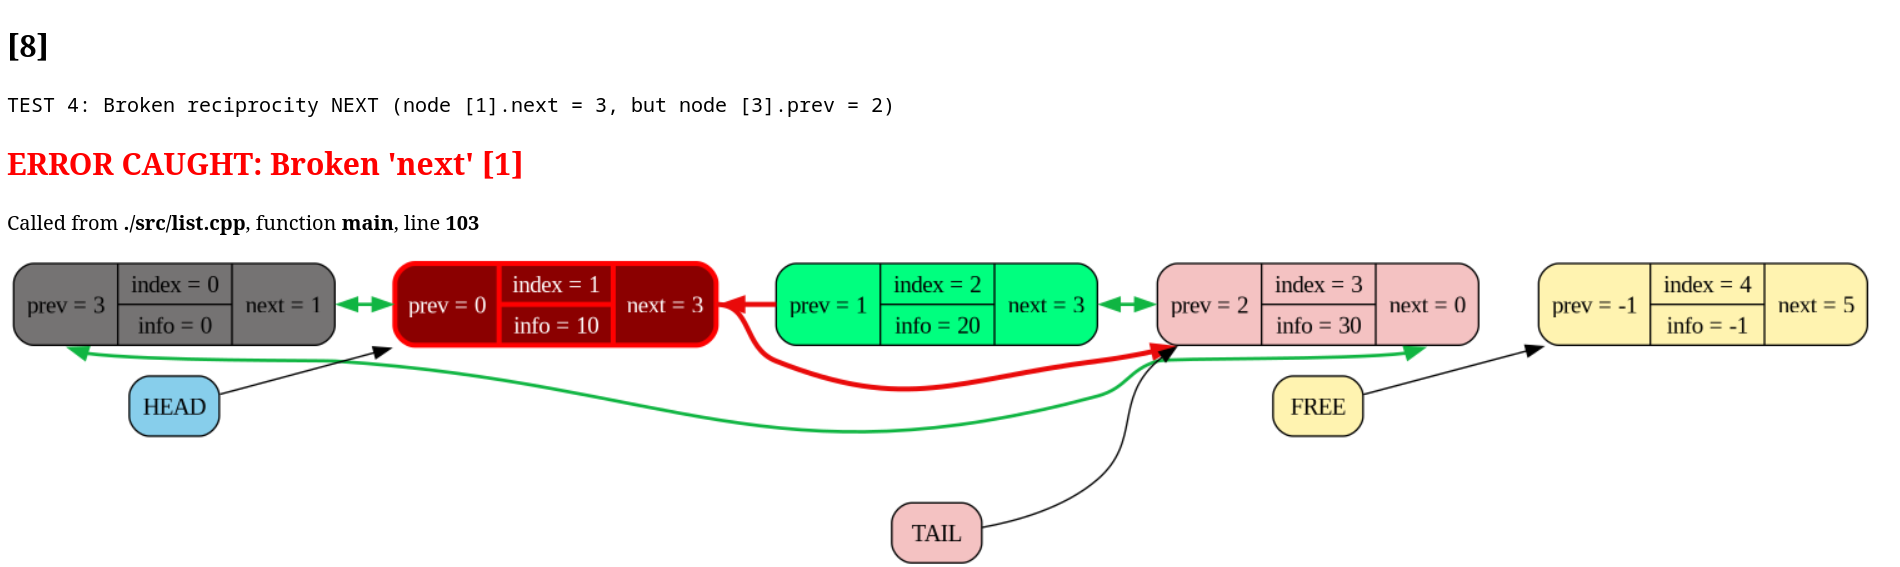 [8]
TEST 4: Broken reciprocity NEXT (node [1].next = 3, but node [3].prev = 2)
ERROR CAUGHT: Broken 'next' [1]
Called from ./src/list.cpp, function main, line 103
prev = 3
index = 0
info = 0
next = 1
prev = 0
index = 1
info = 10
next = 3
prev = 1
index = 2
info = 20
next = 3
prev = 2
index = 3
info = 30
next = 0
prev = -1
index = 4
info = -1
next = 5
HEAD
FREE
TAIL